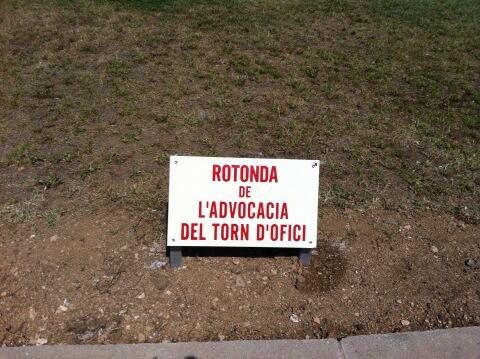 ROTONDA
DE
L'ADVOCACIA
DEL TORN D'OFICI